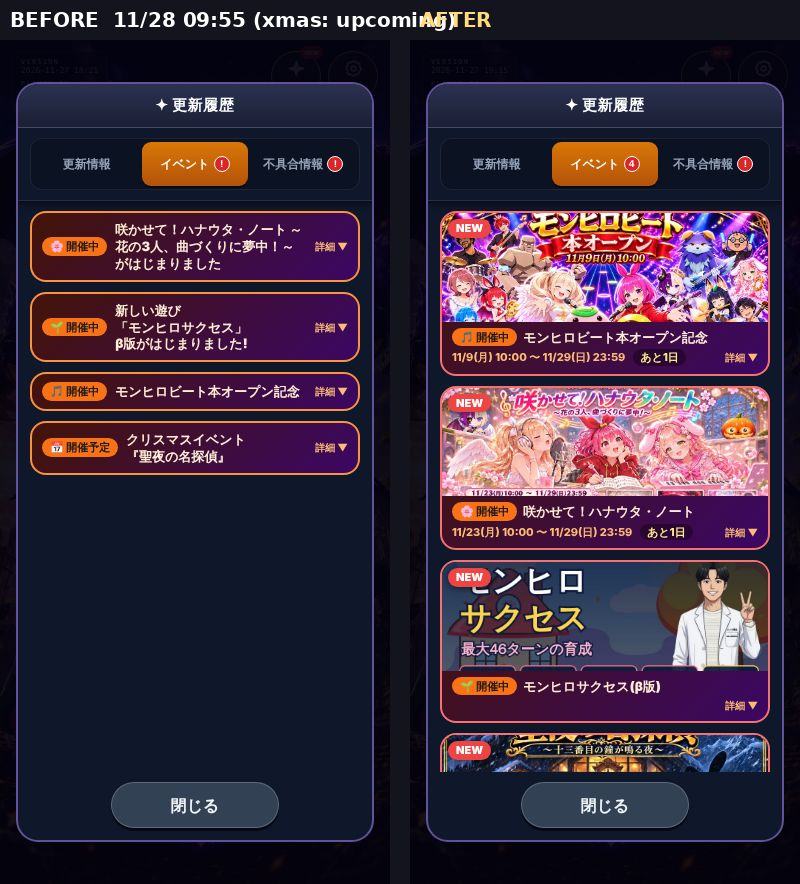 BEFORE 11/28 09:55 (xmas: upcoming)
AFTER
VERSION
2026-11-27 18:21
✦ 更新履歴
更新情報
イベント !
不具合情報 !
🌸 開催中
咲かせて！ハナウタ・ノート ～
花の3人、曲づくりに夢中！～
がはじまりました
詳細 ▼
🌱 開催中
新しい遊び
「モンヒロサクセス」
β版がはじまりました!
詳細 ▼
🎵 開催中
モンヒロビート本オープン記念
詳細 ▼
📅 開催予定
クリスマスイベント
『聖夜の名探偵』
詳細 ▼
閉じる
VERSION
✦ 更新履歴
更新情報
イベント 4
不具合情報 !
NEW
モンヒロビート
本オープン
11月9日(月)10:00
🎵 開催中 モンヒロビート本オープン記念
11/9(月) 10:00 〜 11/29(日) 23:59 あと1日
詳細 ▼
NEW
咲かせて!ハナウタ・ノート
～花の3人、曲づくりに夢中!～
11/23(月)10:00 〜 11/29(日)23:59
🌸 開催中 咲かせて！ハナウタ・ノート
11/23(月) 10:00 〜 11/29(日) 23:59 あと1日
詳細 ▼
NEW
モンヒロ
サクセス
最大46ターンの育成
🌱 開催中 モンヒロサクセス(β版)
詳細 ▼
NEW
～十三番目の鐘が鳴る夜～
閉じる